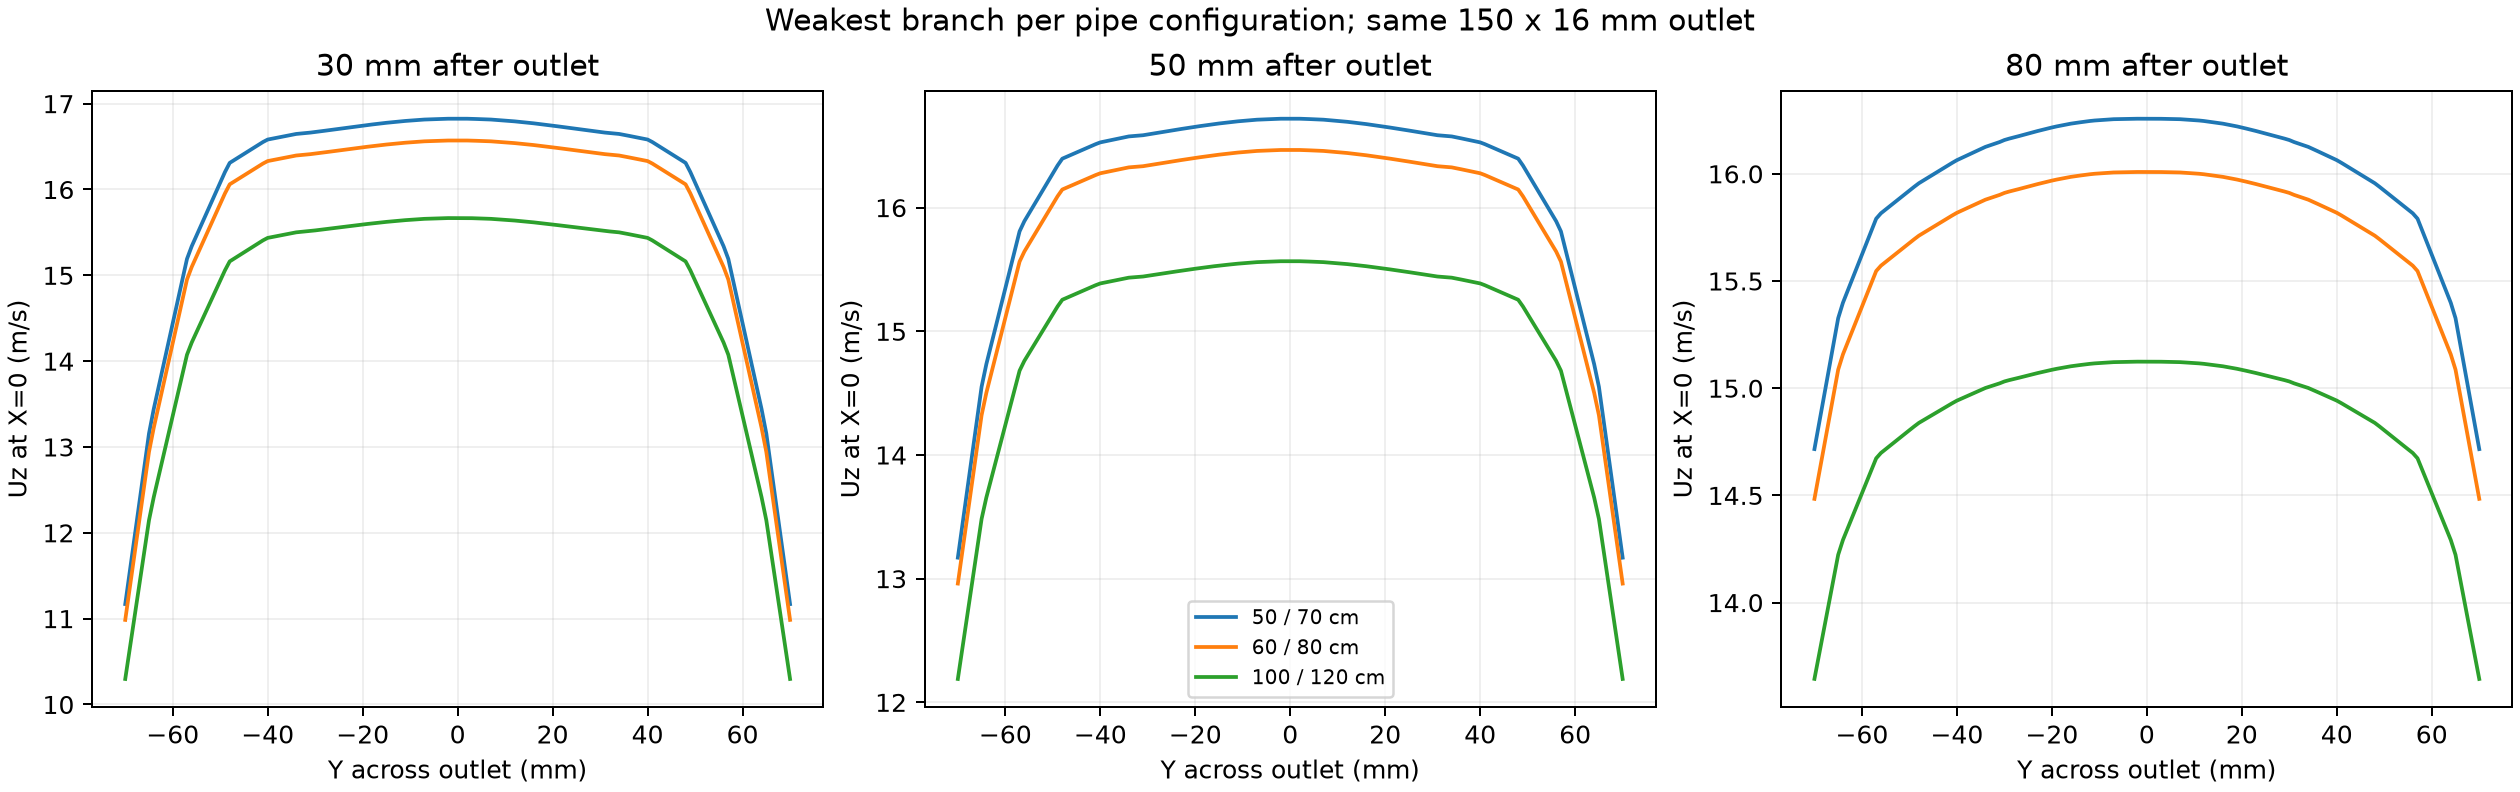 Weakest branch per pipe configuration; same 150 x 16 mm outlet
30 mm after outlet
17
16
15
14
13
12
11
10
Uz at X=0 (m/s)
−60 −40 −20 0 20 40 60
Y across outlet (mm)
50 mm after outlet
16
15
14
13
12
Uz at X=0 (m/s)
50 / 70 cm
60 / 80 cm
100 / 120 cm
−60 −40 −20 0 20 40 60
Y across outlet (mm)
80 mm after outlet
16.0
15.5
15.0
14.5
14.0
Uz at X=0 (m/s)
−60 −40 −20 0 20 40 60
Y across outlet (mm)